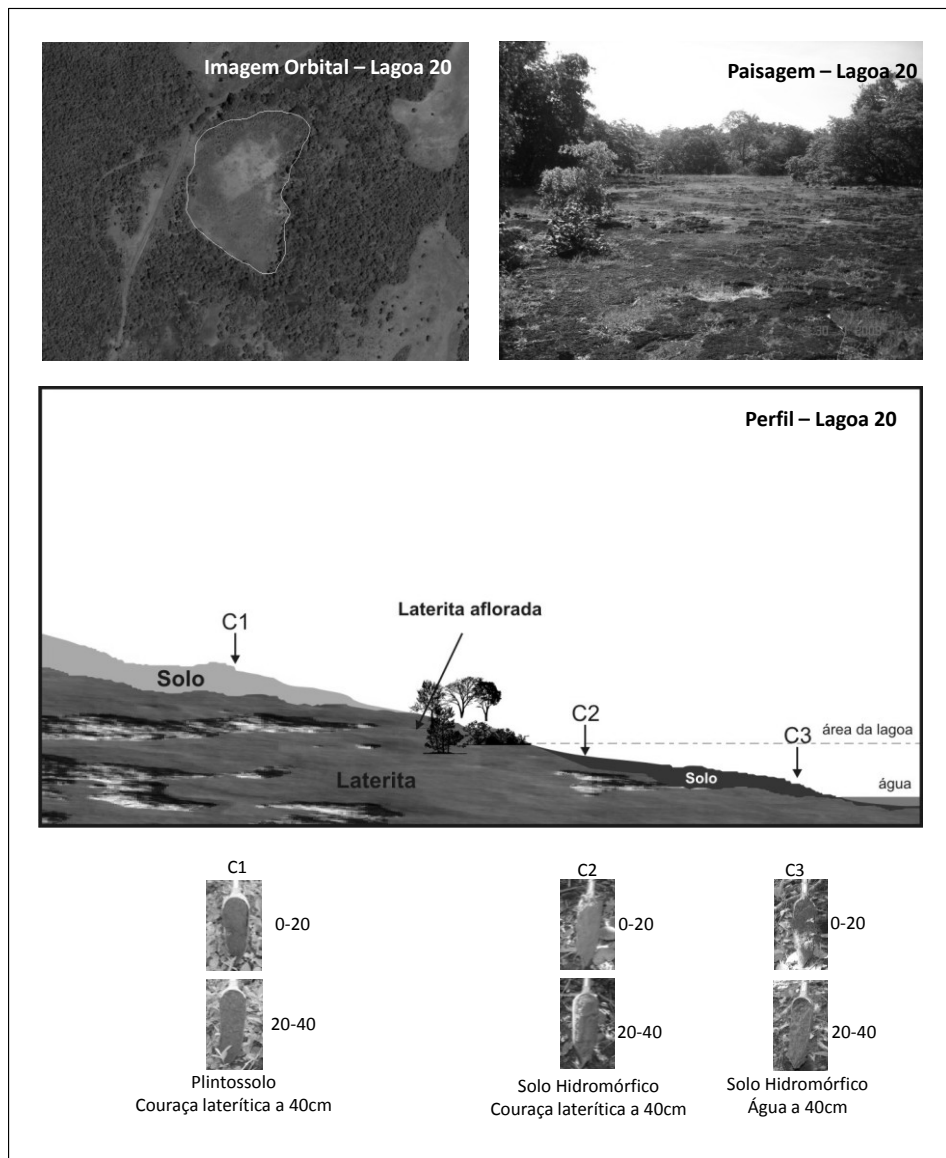 Imagem Orbital – Lagoa 20
Paisagem – Lagoa 20
Perfil – Lagoa 20
Laterita aflorada
C1
Solo
C2
área da lagoa
C3
Solo
água
Laterita
C1
C2
C3
0-20
0-20
0-20
20-40
20-40
20-40
Plintossolo
Couraça laterítica a 40cm
Solo Hidromórfico
Couraça laterítica a 40cm
Solo Hidromórfico
Água a 40cm